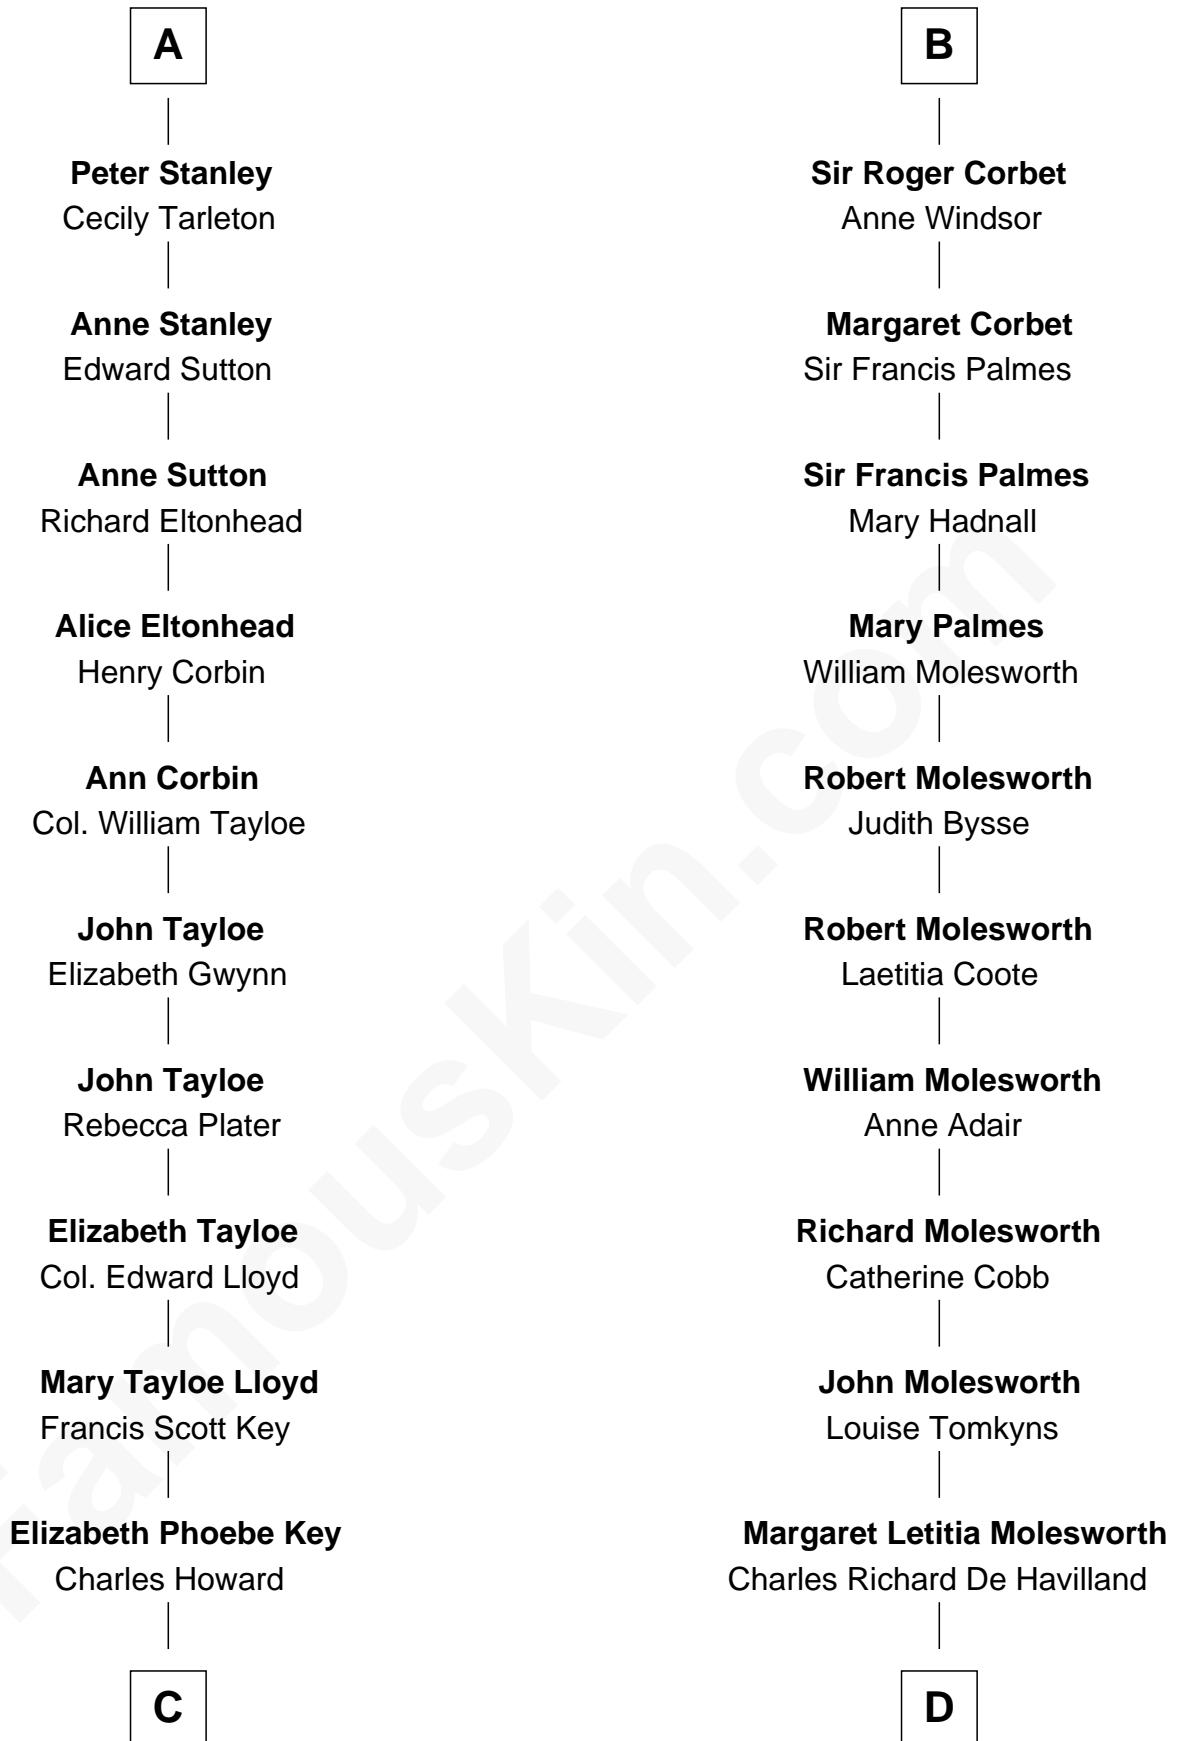 A
Peter Stanley
Cecily Tarleton
Anne Stanley
Edward Sutton
Anne Sutton
Richard Eltonhead
Alice Eltonhead
Henry Corbin
Ann Corbin
Col. William Tayloe
John Tayloe
Elizabeth Gwynn
John Tayloe
Rebecca Plater
Elizabeth Tayloe
Col. Edward Lloyd
Mary Tayloe Lloyd
Francis Scott Key
Elizabeth Phoebe Key
Charles Howard
C
B
Sir Roger Corbet
Anne Windsor
Margaret Corbet
Sir Francis Palmes
Sir Francis Palmes
Mary Hadnall
Mary Palmes
William Molesworth
Robert Molesworth
Judith Bysse
Robert Molesworth
Laetitia Coote
William Molesworth
Anne Adair
Richard Molesworth
Catherine Cobb
John Molesworth
Louise Tomkyns
Margaret Letitia Molesworth
Charles Richard De Havilland
D
FamousKin.com